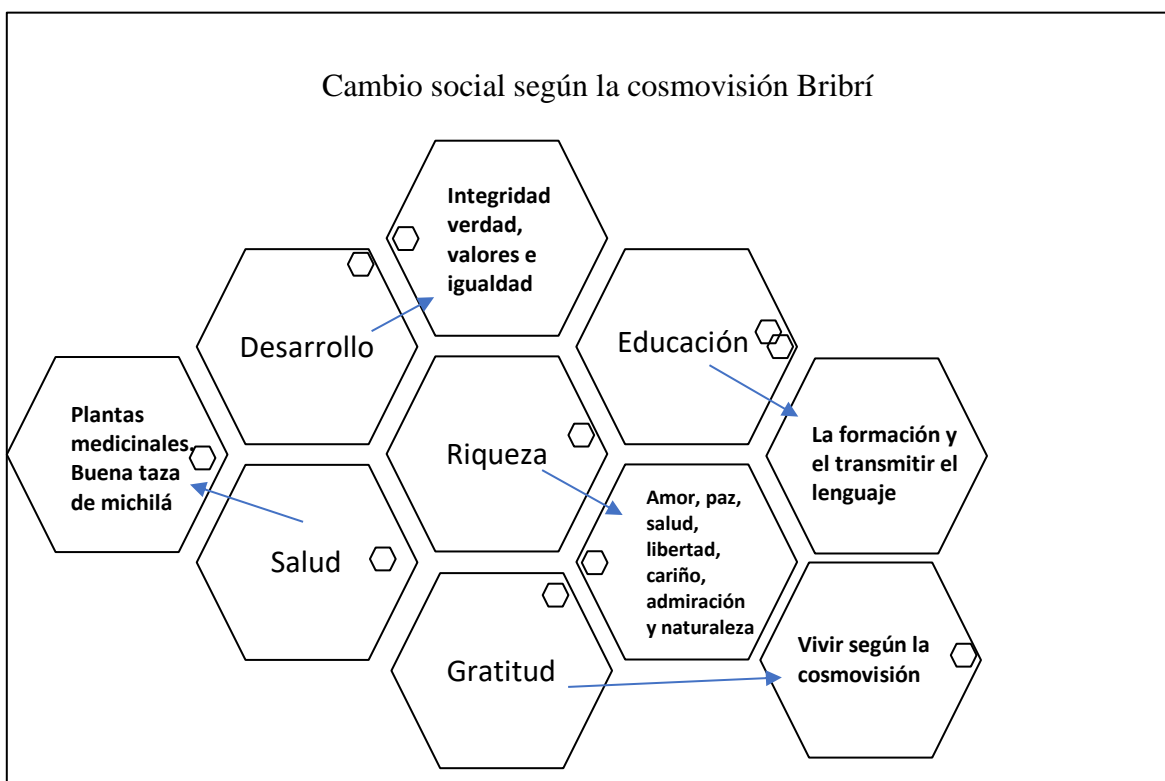 Cambio social según la cosmovisión Bribrí
Integridad
verdad,
valores e
igualdad
Desarrollo
Educación
Plantas
medicinales.
Buena taza
de michilá
Riqueza
La formación y
el transmitir el
lenguaje
Salud
Amor, paz,
salud,
libertad,
cariño,
admiración
y naturaleza
Gratitud
Vivir según la
cosmovisión